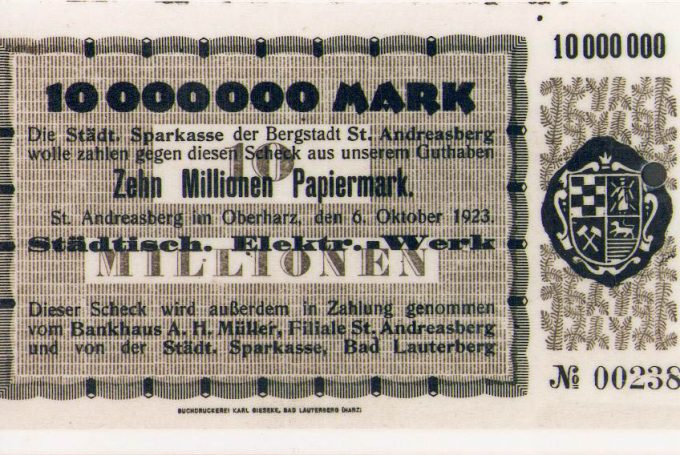 10 000 000 MARK
Die Städt. Sparkasse der Bergstadt St. Andreasberg
wolle zahlen gegen diesen Scheck aus unserem Guthaben
10
Zehn Millionen Papiermark.
St. Andreasberg im Oberharz, den 6. Oktober 1923.
Städtisch. Elektr.-Werk
MILLIONEN
Dieser Scheck wird außerdem in Zahlung genommen
vom Bankhaus A. H. Müller, Filiale St. Andreasberg
und von der Städt. Sparkasse, Bad Lauterberg
BUCHDRUCKEREI KARL GIESEKE, BAD LAUTERBERG (HARZ)
10 000 000
№ 00238